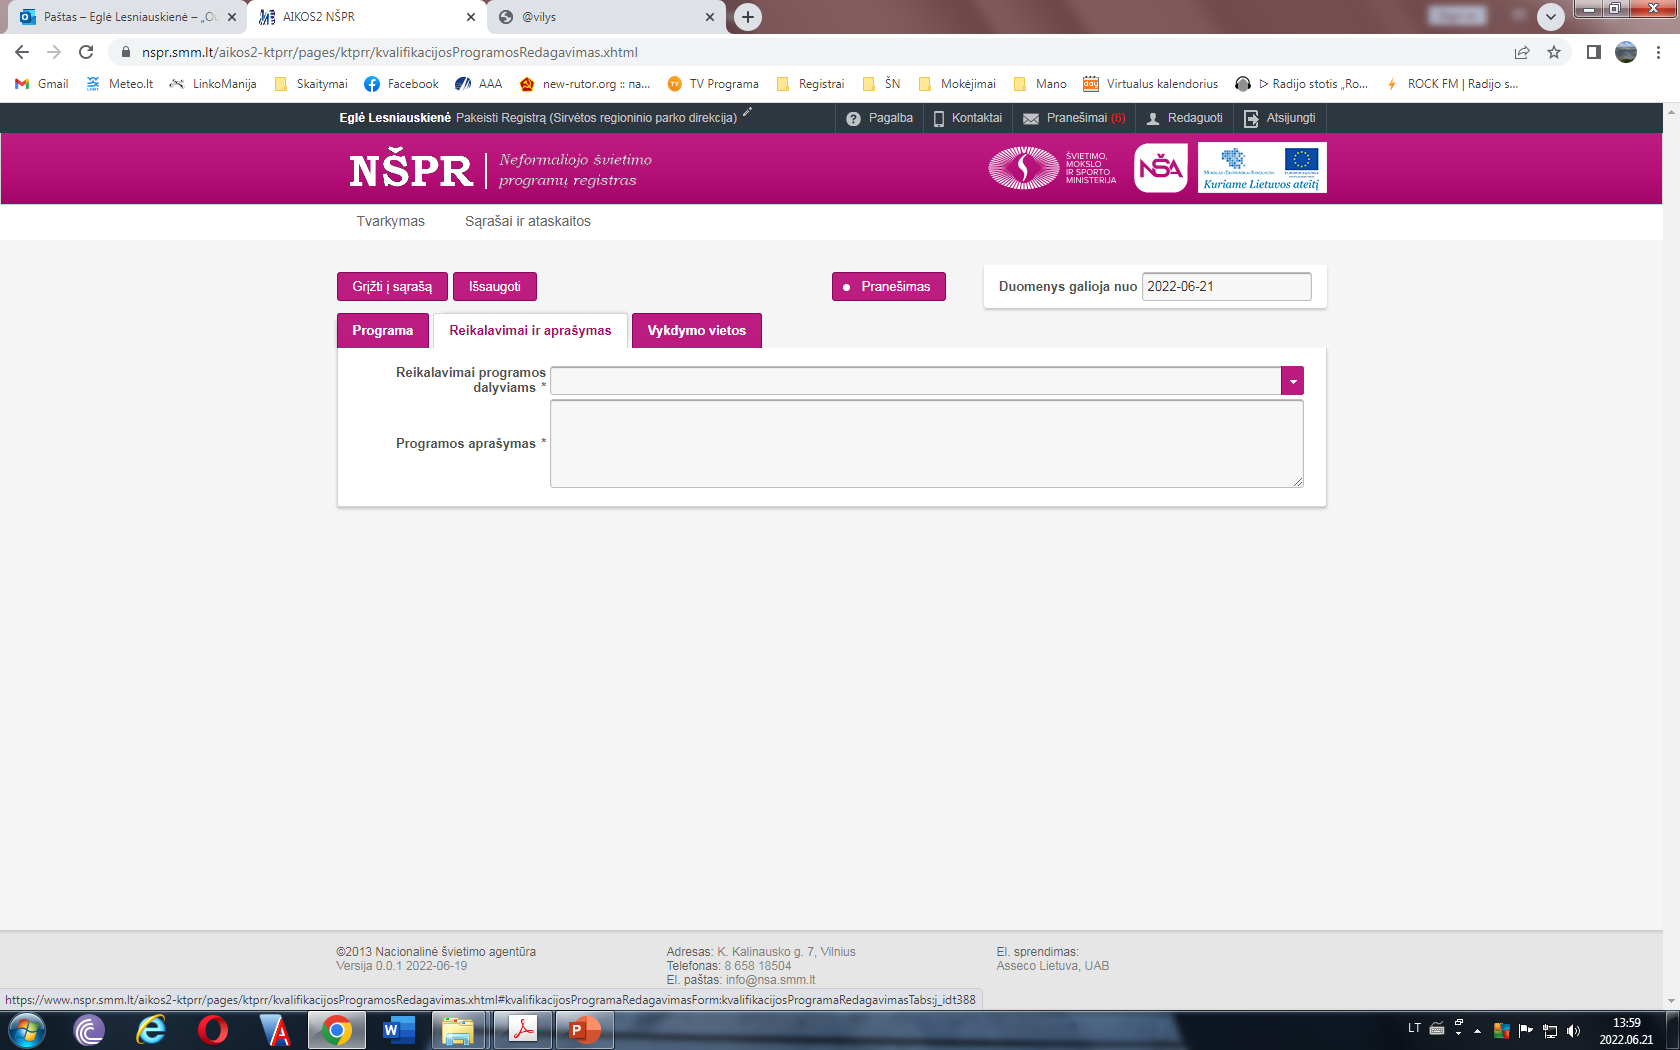 Paštas – Eglė Lesniauskienė – „Ou
AIKOS2 NŠPR
@vilys
nspr.smm.lt/aikos2-ktprr/pages/ktprr/kvalifikacijosProgramosRedagavimas.xhtml
Gmail
Meteo.lt
LinkoManija
Skaitymai
Facebook
AAA
new-rutor.org :: па...
TV Programa
Registrai
ŠN
Mokėjimai
Mano
Virtualus kalendorius
ᐅ Radijo stotis „Ro...
ROCK FM | Radijo s...
Eglė Lesniauskienė Pakeisti Registrą (Sirvėtos regioninio parko direkcija)
Pagalba
Kontaktai
Pranešimai (6)
Redaguoti
Atsijungti
NŠPR
Neformaliojo švietimo
programų registras
ŠVIETIMO,
MOKSLO
IR SPORTO
MINISTERIJA
NŠA
Kuriame Lietuvos ateitį
Tvarkymas
Sąrašai ir ataskaitos
Grįžti į sąrašą
Išsaugoti
Pranešimas
Duomenys galioja nuo 2022-06-21
Programa
Reikalavimai ir aprašymas
Vykdymo vietos
Reikalavimai programos
dalyviams *
Programos aprašymas *
©2013 Nacionalinė švietimo agentūra
Versija 0.0.1 2022-06-19
Adresas: K. Kalinausko g. 7, Vilnius
Telefonas: 8 658 18504
El. paštas: info@nsa.smm.lt
El. sprendimas:
Asseco Lietuva, UAB
https://www.nspr.smm.lt/aikos2-ktprr/pages/ktprr/kvalifikacijosProgramosRedagavimas.xhtml#kvalifikacijosProgramaRedagavimasForm:kvalifikacijosProgramaRedagavimasTabs:j_idt388
LT
13:59
2022.06.21